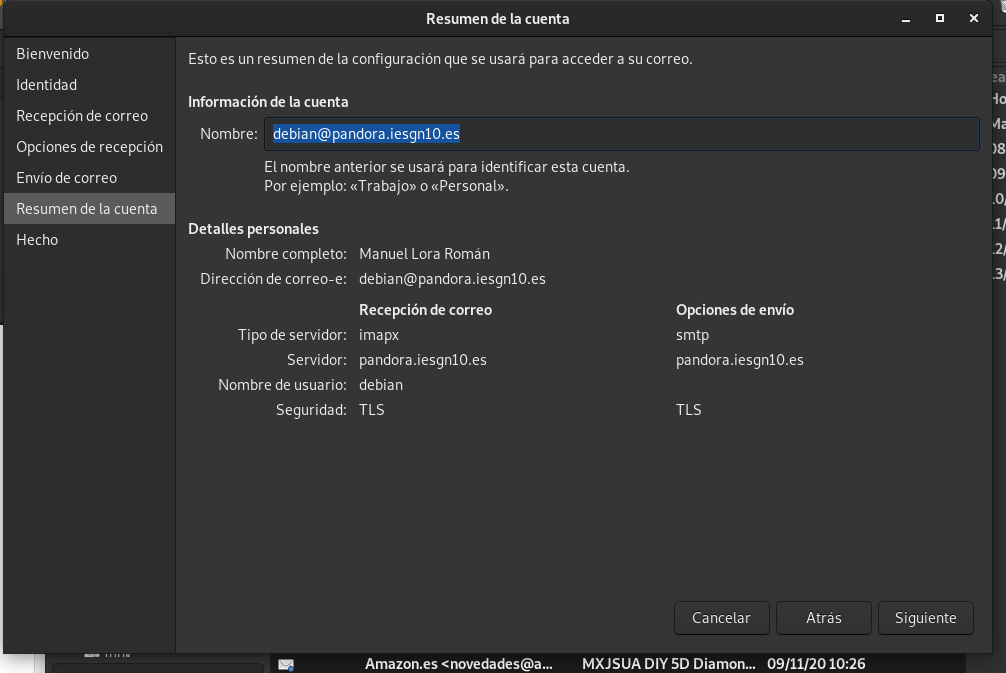 Resumen de la cuenta
Bienvenido
Identidad
Recepción de correo
Opciones de recepción
Envío de correo
Resumen de la cuenta
Hecho
Esto es un resumen de la configuración que se usará para acceder a su correo.
Información de la cuenta
Nombre: debian@pandora.iesgn10.es
El nombre anterior se usará para identificar esta cuenta.
Por ejemplo: «Trabajo» o «Personal».
Detalles personales
Nombre completo: Manuel Lora Román
Dirección de correo-e: debian@pandora.iesgn10.es
Recepción de correo Opciones de envío
Tipo de servidor: imapx smtp
Servidor: pandora.iesgn10.es pandora.iesgn10.es
Nombre de usuario: debian
Seguridad: TLS TLS
Cancelar Atrás Siguiente
Amazon.es <novedades@a... MXJSUA DIY 5D Diamon... 09/11/20 10:26